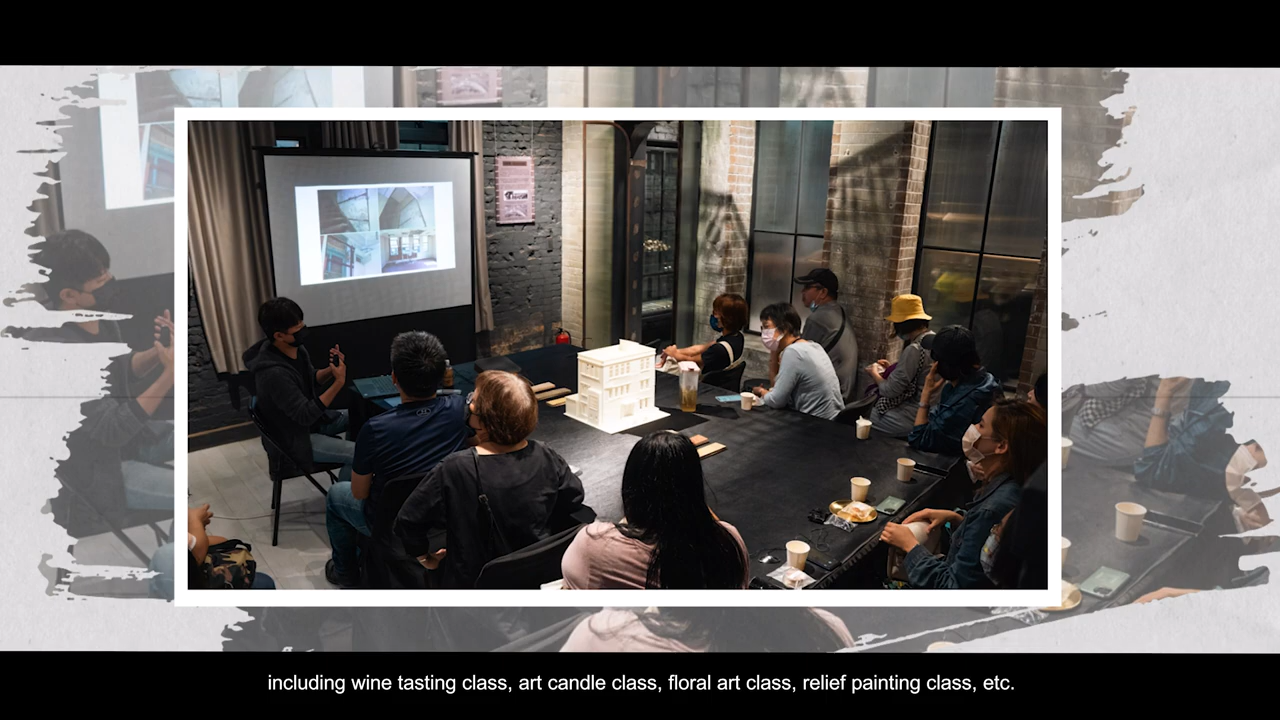 including wine tasting class, art candle class, floral art class, relief painting class, etc.